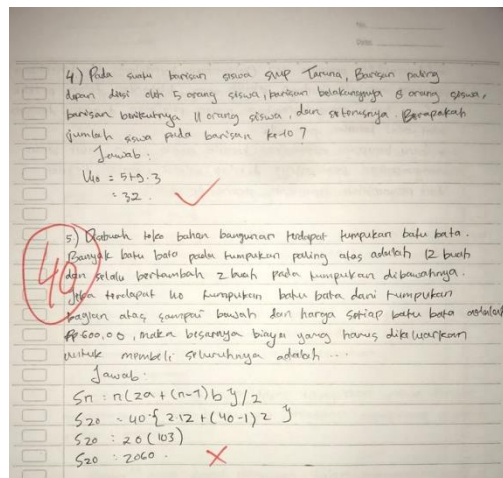 No.
Date
4) Pada suatu barisan siswa SMP Taruna, Barisan paling
depan diisi oleh 5 orang siswa, barisan belakangnya 8 orang siswa,
barisan berikutnya 11 orang siswa, dan seterusnya. Berapakah
jumlah siswa pada barisan ke-10 ?
Jawab :
U10 = 5+9.3
= 32.
5) Disebuah toko bahan bangunan terdapat tumpukan batu bata.
Banyak batu bata pada tumpukan paling atas adalah 12 buah
dan selalu bertambah 2 buah pada tumpukan dibawahnya.
Jika terdapat 40 tumpukan batu bata dari tumpukan
bagian atas sampai bawah dan harga setiap batu bata adalah
Rp 600,00, maka besarnya biaya yang harus dikeluarkan
untuk membeli seluruhnya adalah ...
Jawab :
Sn : n(2a + (n-1) b }/2
S20 = 40 { 2.12 + (40-1) 2 }
S20 : 20 (103)
S20 : 2060.
40